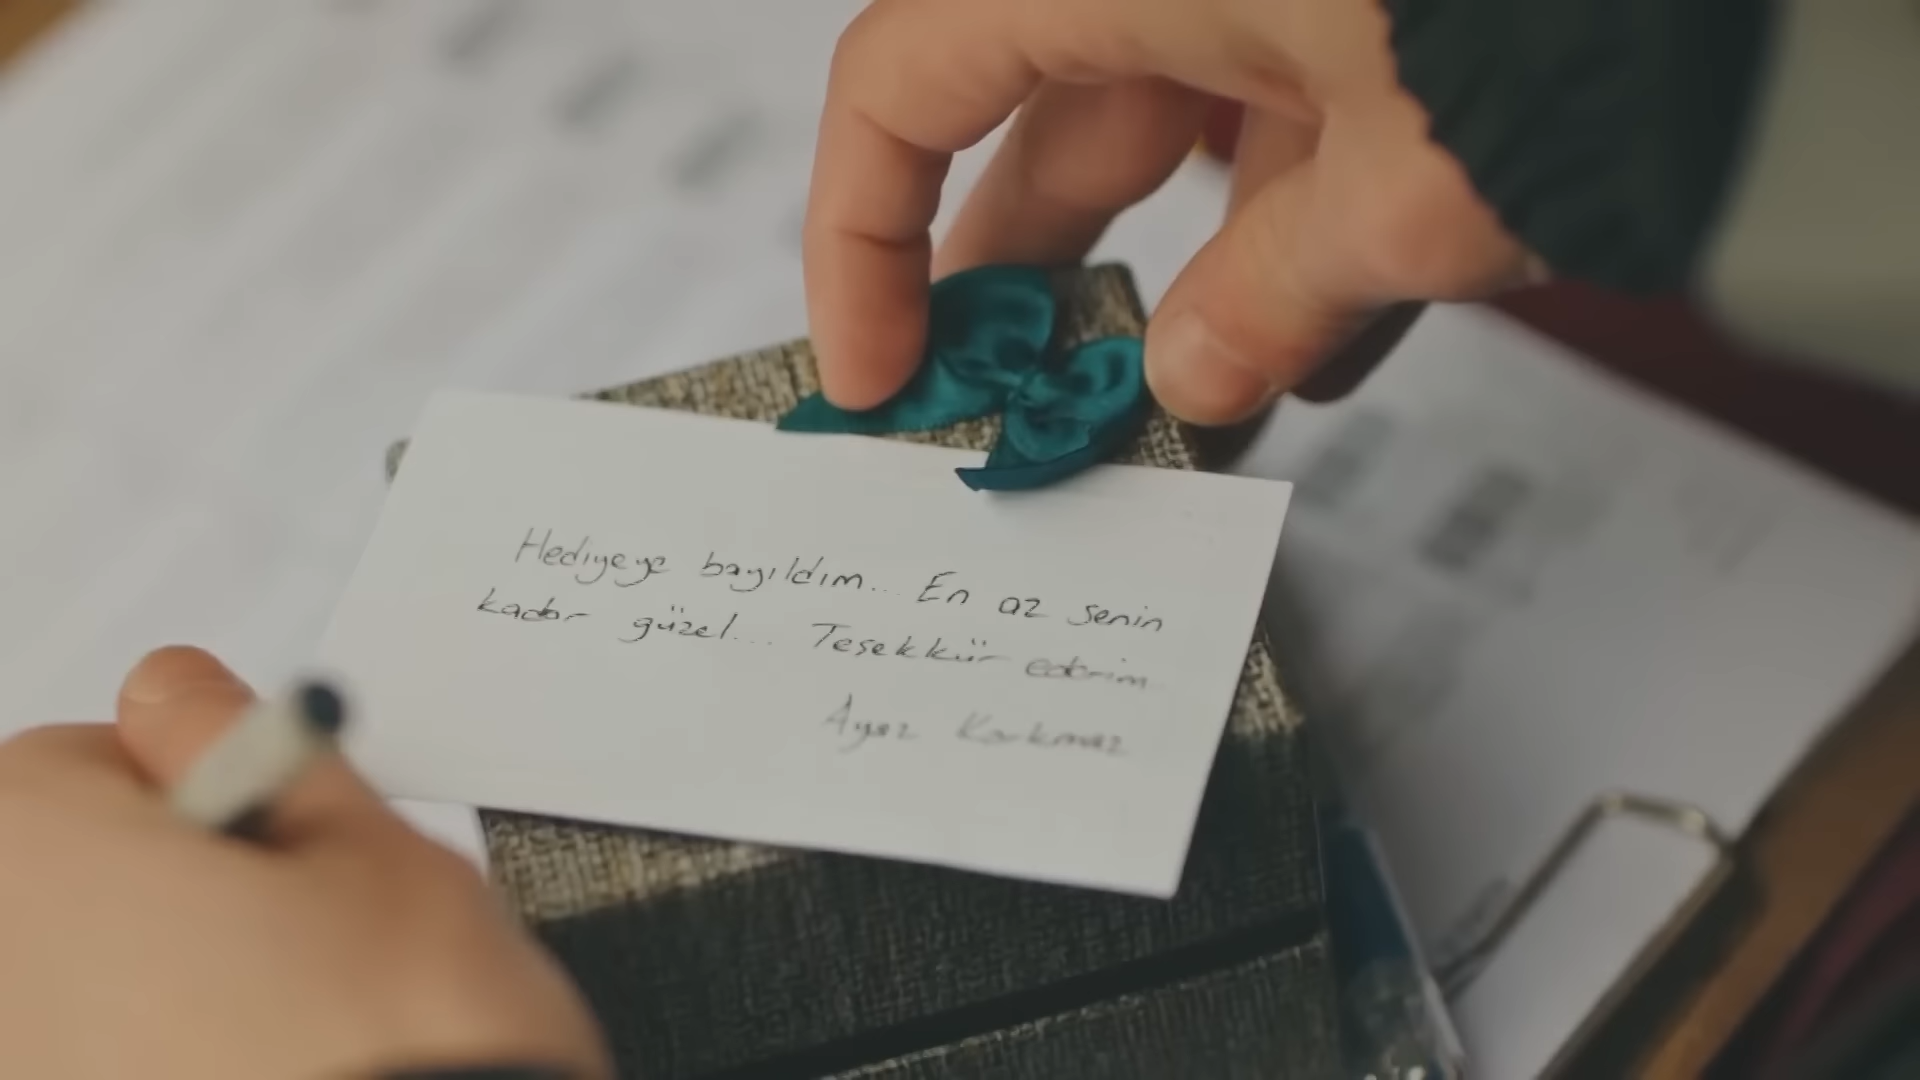 Hediyeye bayıldım... En az senin
kadar güzel... Teşekkür ederim..
Ayaz Korkmaz